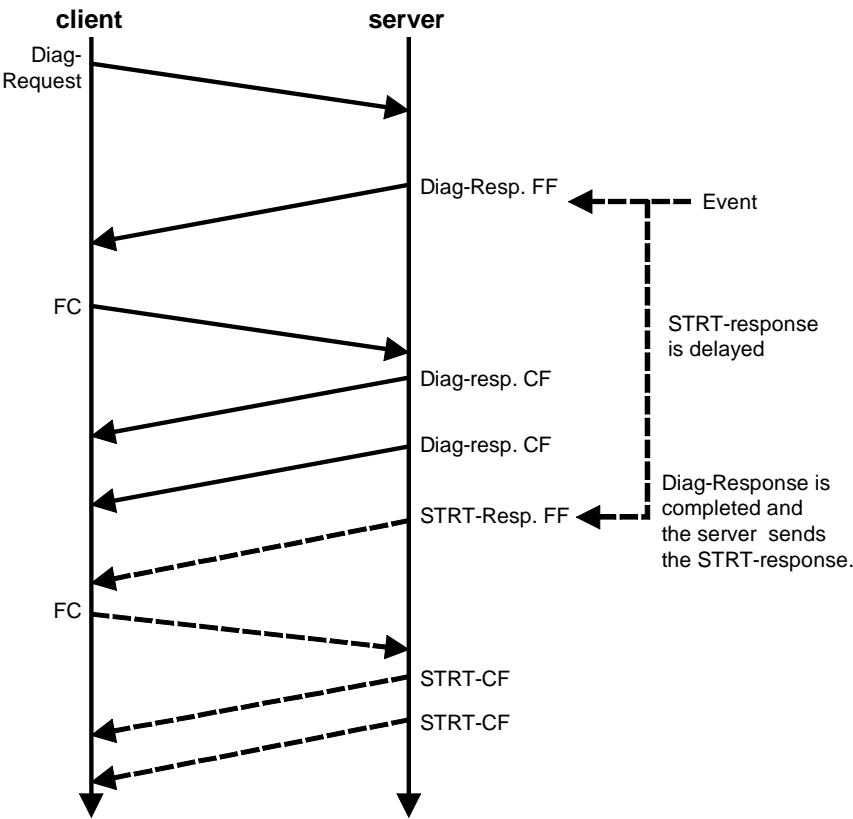 client
server
Diag-
Request
Diag-Resp. FF
Event
FC
STRT-response
is delayed
Diag-resp. CF
Diag-resp. CF
Diag-Response is
completed and
the server sends
the STRT-response.
STRT-Resp. FF
FC
STRT-CF
STRT-CF